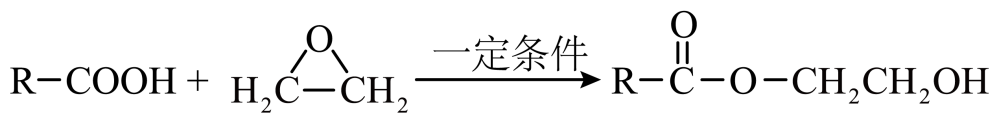 R-COOH + H₂C-CH₂ O 一定条件 R-C-O-CH₂CH₂OH O